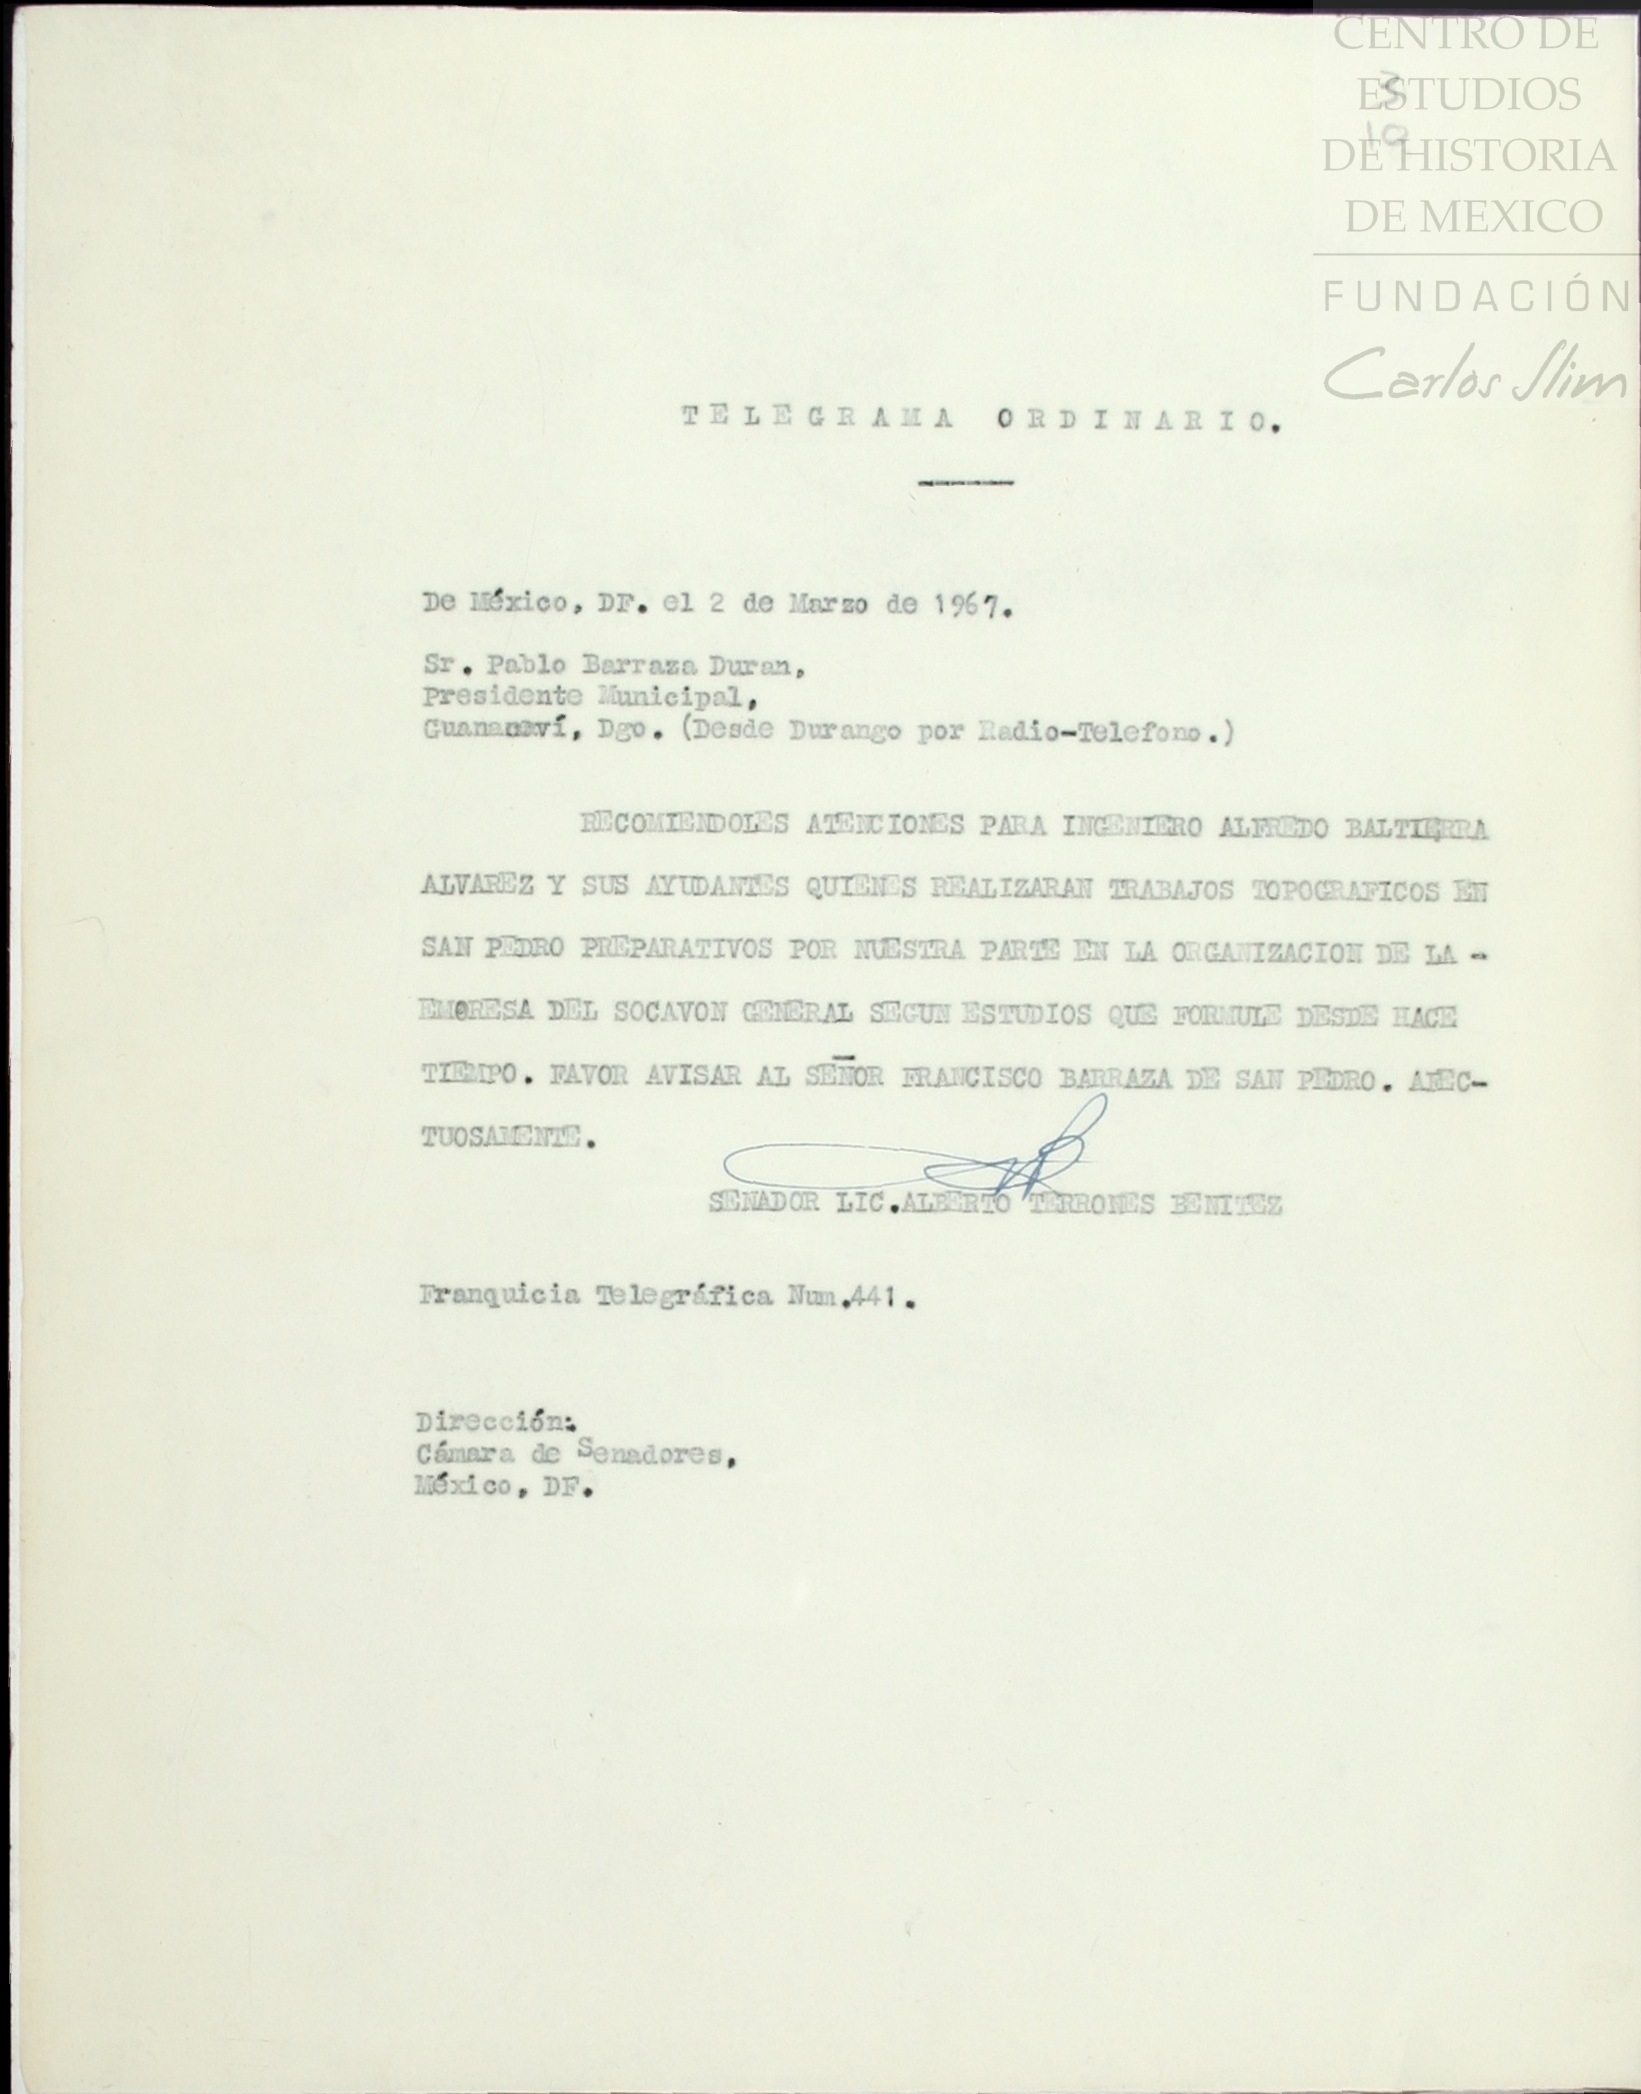 CENTRO DE
ESTUDIOS
DE HISTORIA
DE MEXICO
FUNDACIÓN
Carlos Slim
3
10
TELEGRAMA ORDINARIO.
De México, DF. el 2 de Marzo de 1967.
Sr. Pablo Barraza Duran,
Presidente Municipal,
Guanaceví, Dgo. (Desde Durango por Radio-Telefono.)
RECOMIENDOLES ATENCIONES PARA INGENIERO ALFREDO BALTIERRA
ALVAREZ Y SUS AYUDANTES QUIENES REALIZARAN TRABAJOS TOPOGRAFICOS EN
SAN PEDRO PREPARATIVOS POR NUESTRA PARTE EN LA ORGANIZACION DE LA -
EMPRESA DEL SOCAVON GENERAL SEGUN ESTUDIOS QUE FORMULE DESDE HACE
TIEMPO. FAVOR AVISAR AL SEÑOR FRANCISCO BARRAZA DE SAN PEDRO. AFEC-
TUOSAMENTE.
SENADOR LIC.ALBERTO TERRONES BENITEZ
Franquicia Telegráfica Num.441.
Dirección:
Cámara de Senadores,
México, DF.